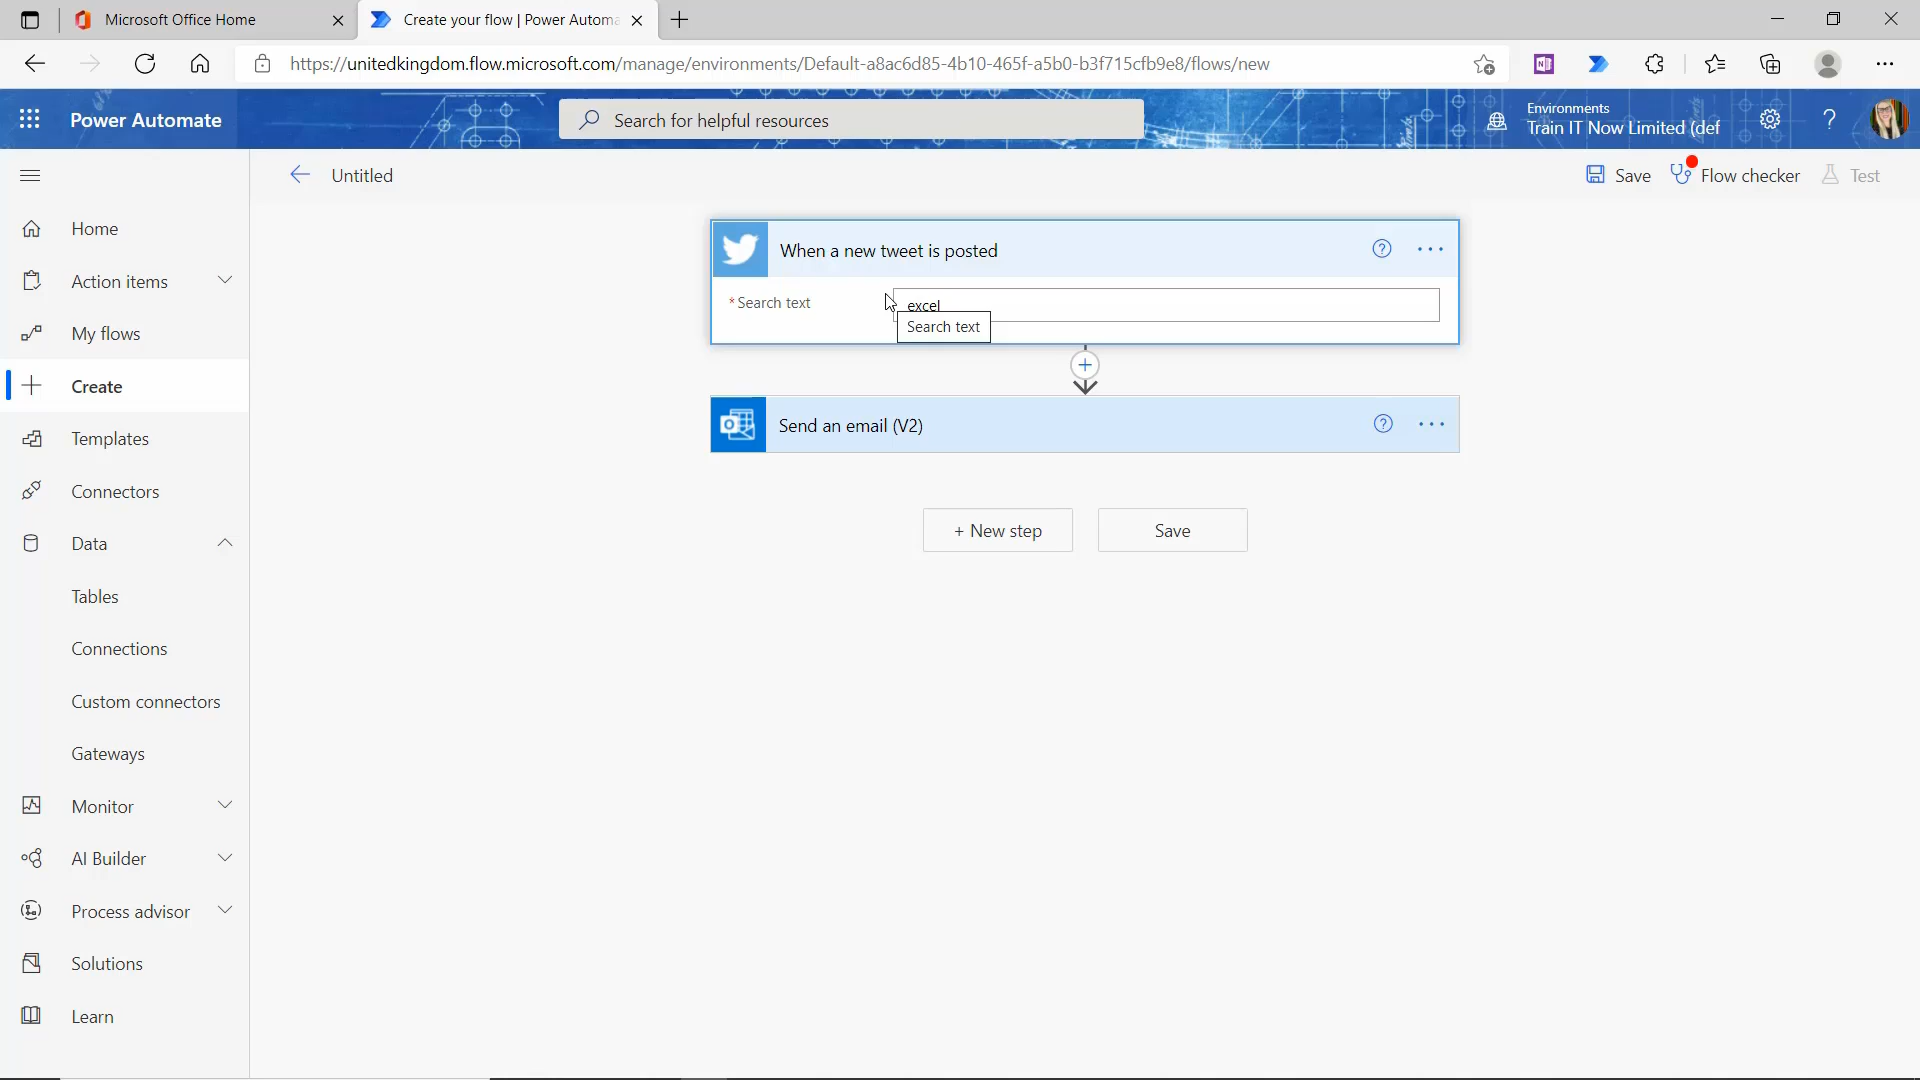 Microsoft Office Home
Create your flow | Power Automa
https://unitedkingdom.flow.microsoft.com/manage/environments/Default-a8ac6d85-4b10-465f-a5b0-b3f715cfb9e8/flows/new
Power Automate
Search for helpful resources
Environments
Train IT Now Limited (def
Untitled
Save
Flow checker
Test
Home
Action items
My flows
Create
Templates
Connectors
Data
Tables
Connections
Custom connectors
Gateways
Monitor
AI Builder
Process advisor
Solutions
Learn
When a new tweet is posted
* Search text
excel
Search text
Send an email (V2)
+ New step
Save